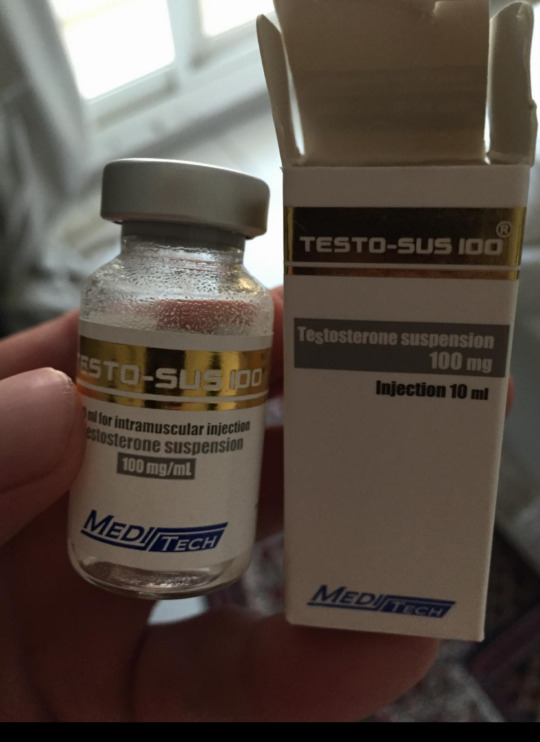 TESTO-SUS 100®
Testosterone suspension
100 mg
Injection 10 ml
MEDITECH
ESTO-SUS 100
ml for intramuscular injection
estosterone suspension
100 mg/mL
MEDITECH